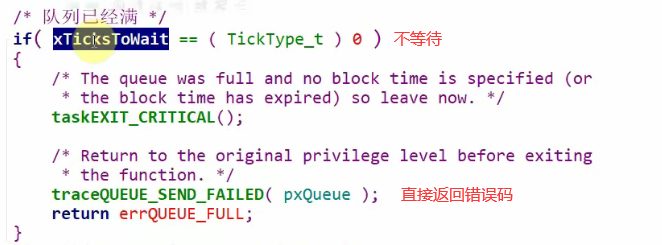 /* 队列已经满 */
if( xTicksToWait == ( TickType_t ) 0 ) 不等待
{
/* The queue was full and no block time is specified (or
* the block time has expired) so leave now. */
taskEXIT_CRITICAL();
/* Return to the original privilege level before exiting
* the function. */
traceQUEUE_SEND_FAILED( pxQueue ); 直接返回错误码
return errQUEUE_FULL;
}